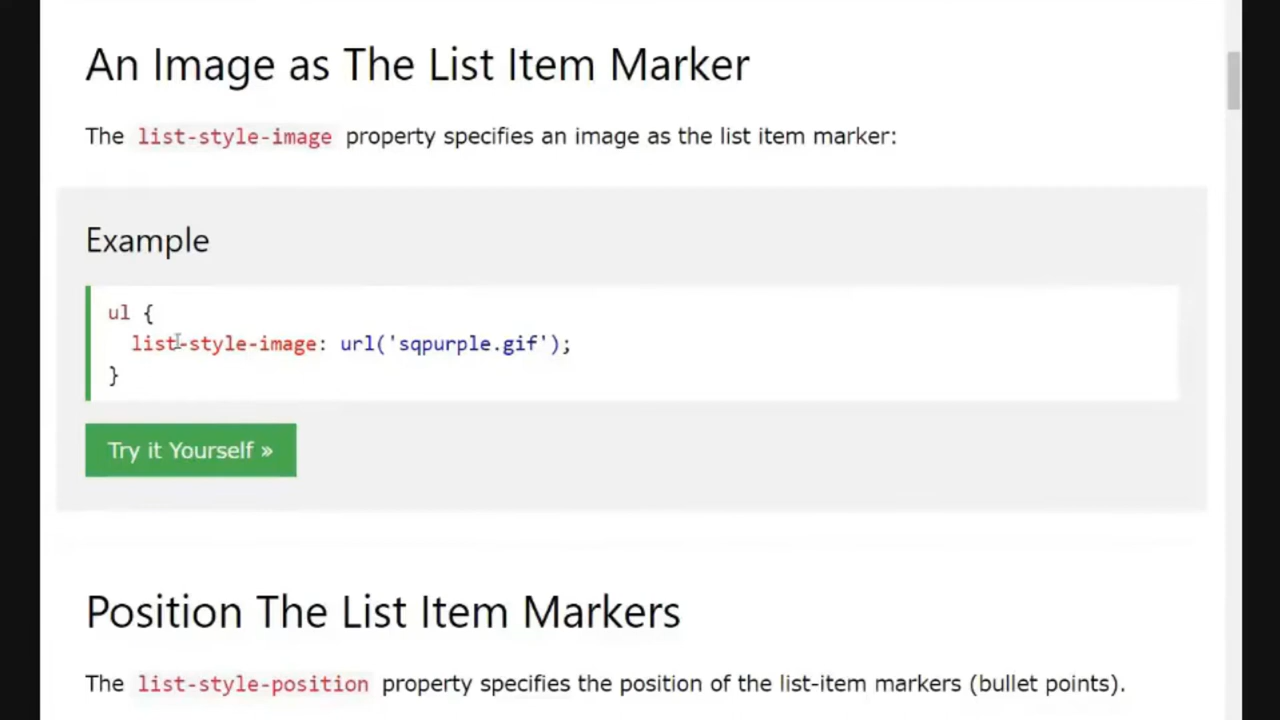 An Image as The List Item Marker
The list-style-image property specifies an image as the list item marker:
Example
ul {
list-style-image: url('sqpurple.gif');
}
Try it Yourself »
Position The List Item Markers
The list-style-position property specifies the position of the list-item markers (bullet points).